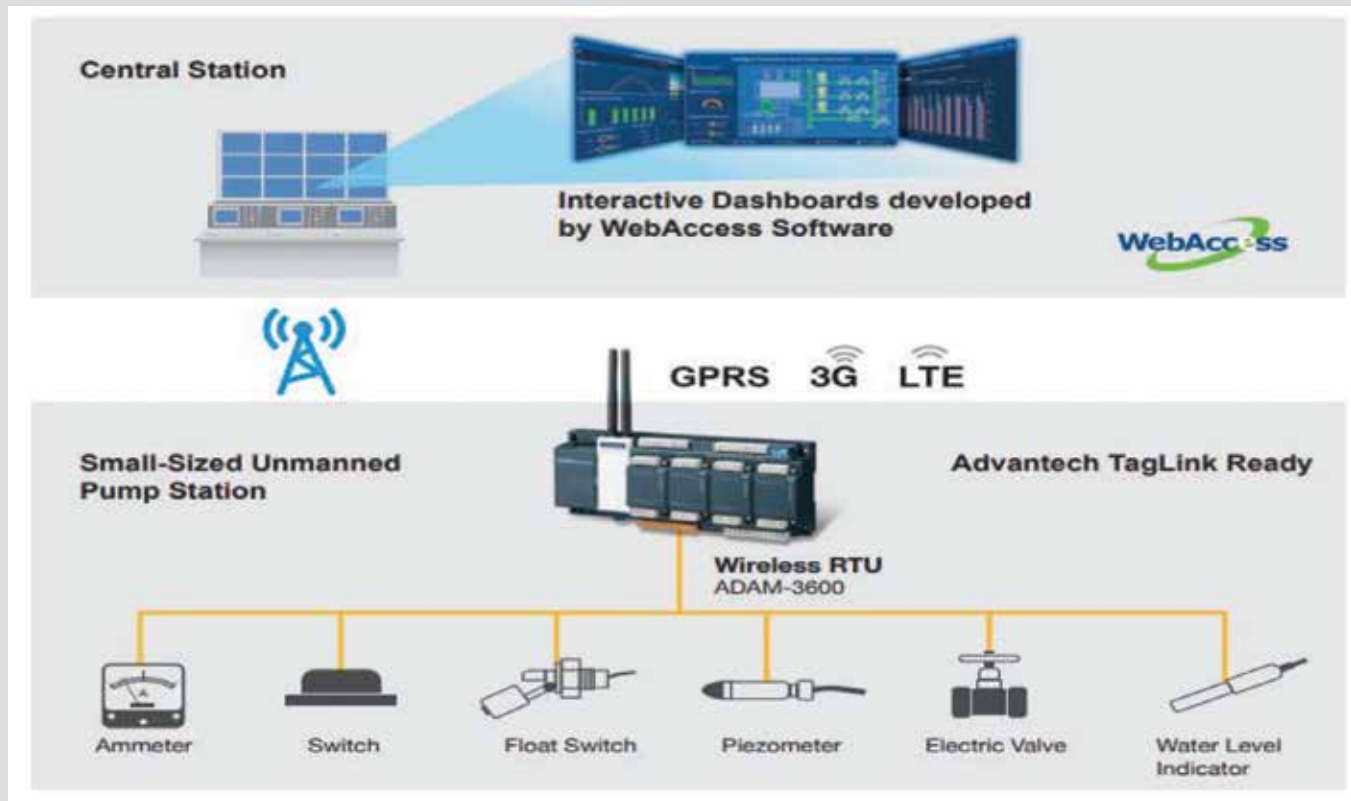 Central Station
Interactive Dashboards developed
by WebAccess Software
WebAccess
GPRS 3G LTE
Small-Sized Unmanned
Pump Station
Advantech TagLink Ready
Wireless RTU
ADAM-3600
Ammeter
Switch
Float Switch
Piezometer
Electric Valve
Water Level
Indicator